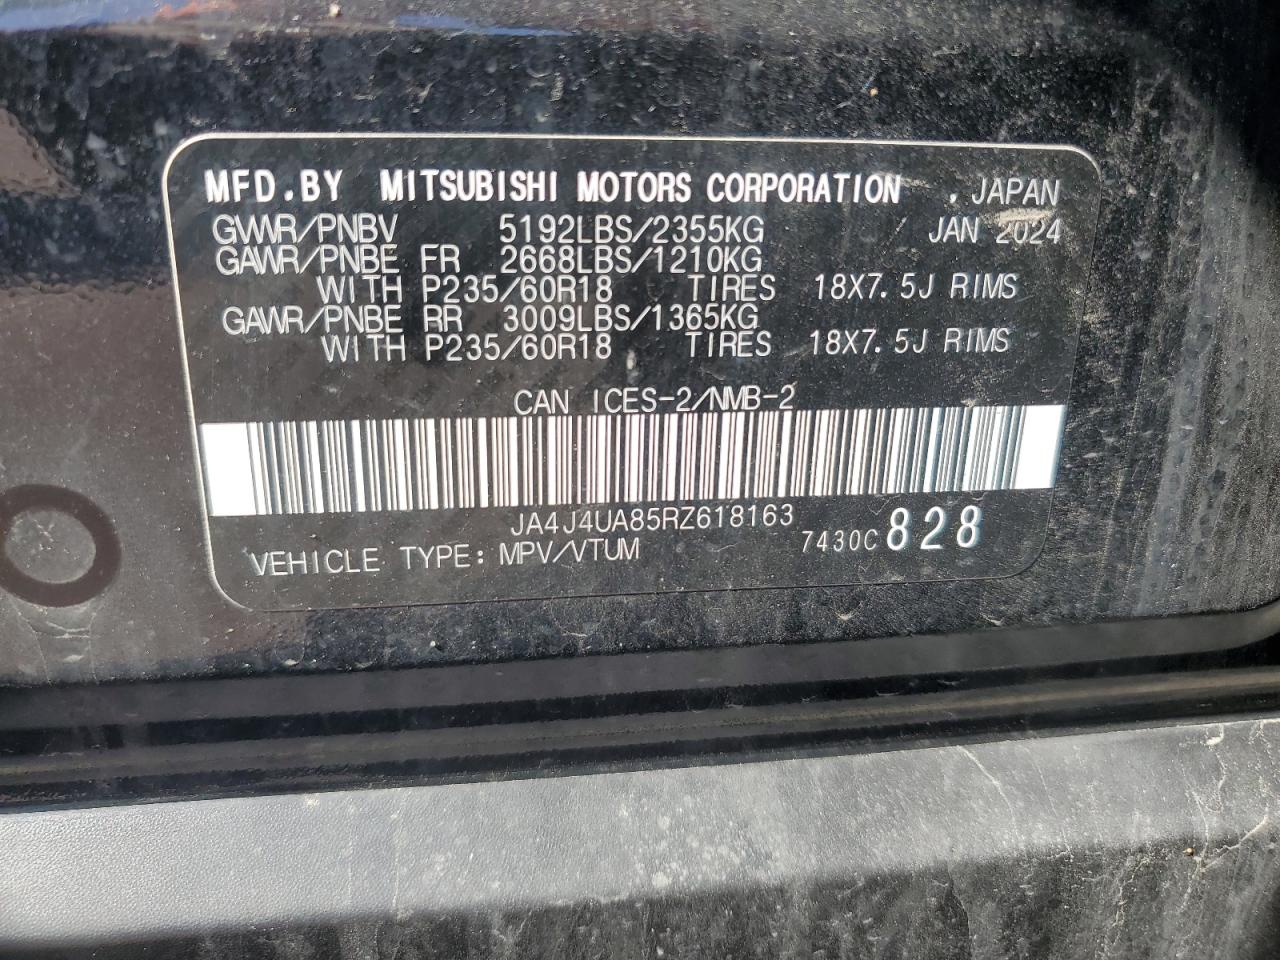 MFD.BY MITSUBISHI MOTORS CORPORATION , JAPAN
GVWR/PNBV 5192LBS/2355KG JAN 2024
GAWR/PNBE FR 2668LBS/1210KG
WITH P235/60R18 TIRES 18X7.5J RIMS
GAWR/PNBE RR 3009LBS/1365KG
WITH P235/60R18 TIRES 18X7.5J RIMS
CAN ICES-2/NMB-2
JA4J4UA85RZ618163
VEHICLE TYPE: MPV/VTUM 7430C 828